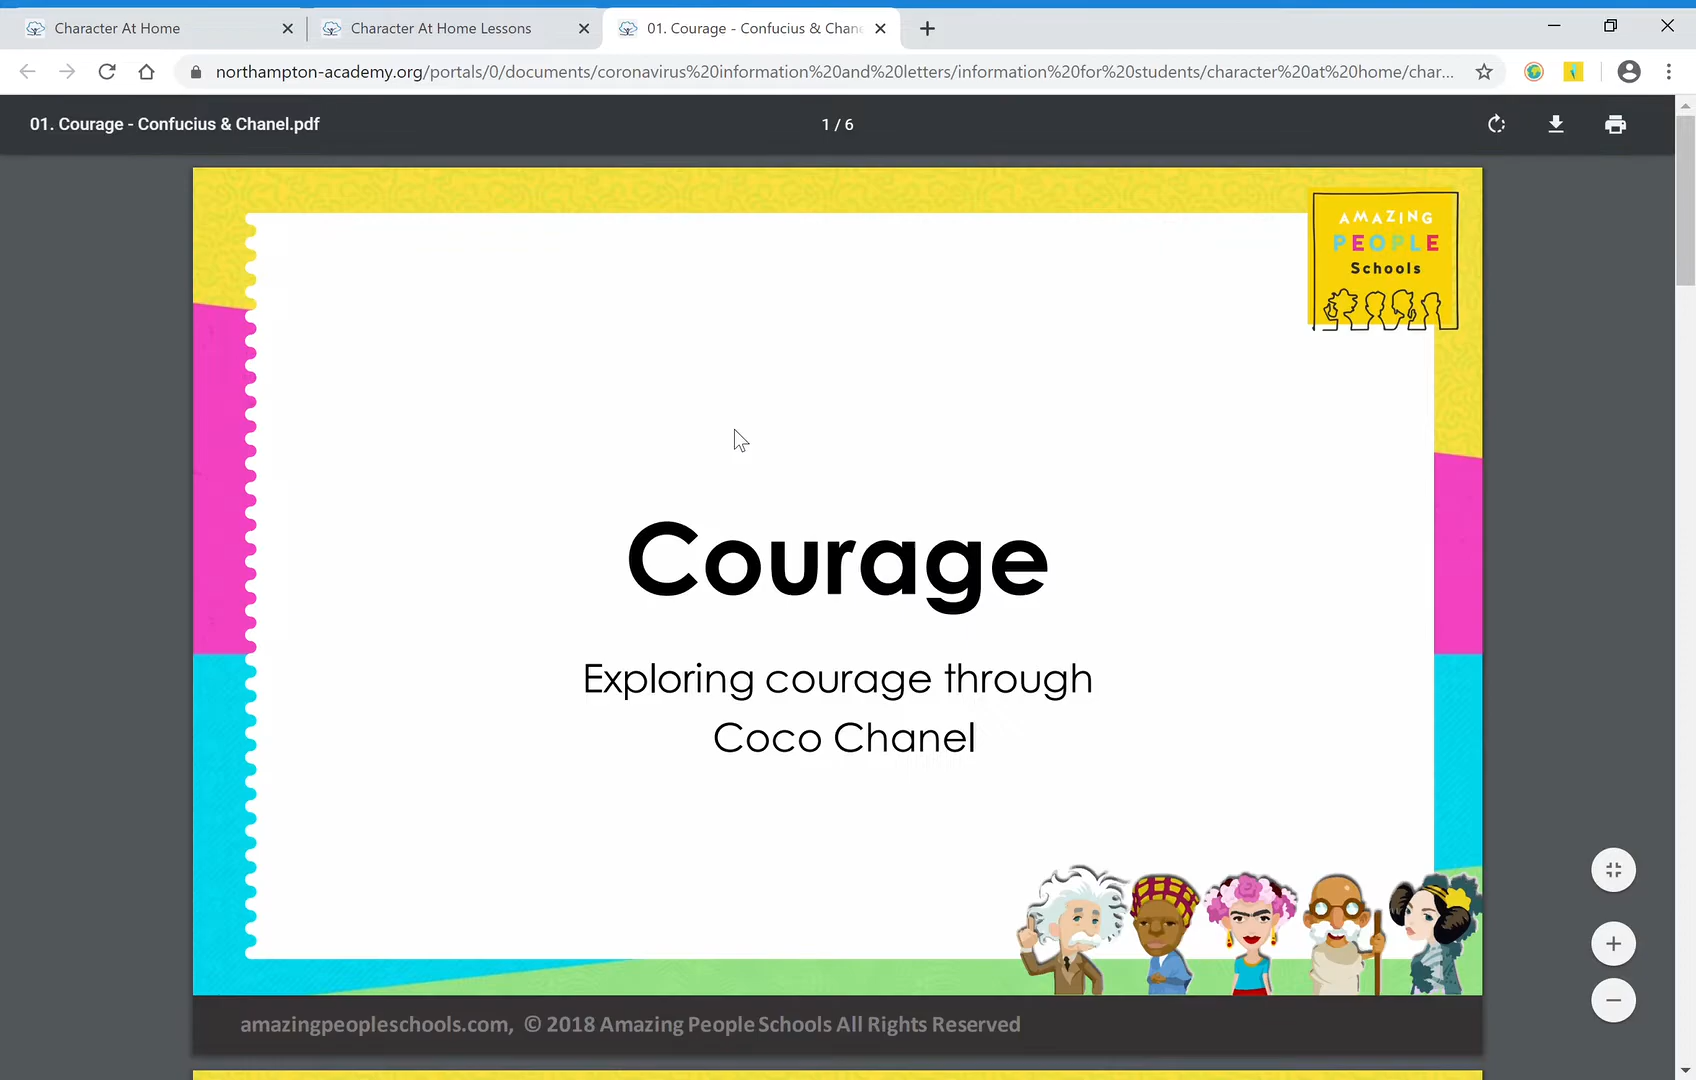 Character At Home
Character At Home Lessons
01. Courage - Confucius & Chane
northampton-academy.org/portals/0/documents/coronavirus%20information%20and%20letters/information%20for%20students/character%20at%20home/char...
01. Courage - Confucius & Chanel.pdf
1 / 6
AMAZING
PEOPLE
Schools
Courage
Exploring courage through
Coco Chanel
amazingpeopleschools.com, © 2018 Amazing People Schools All Rights Reserved